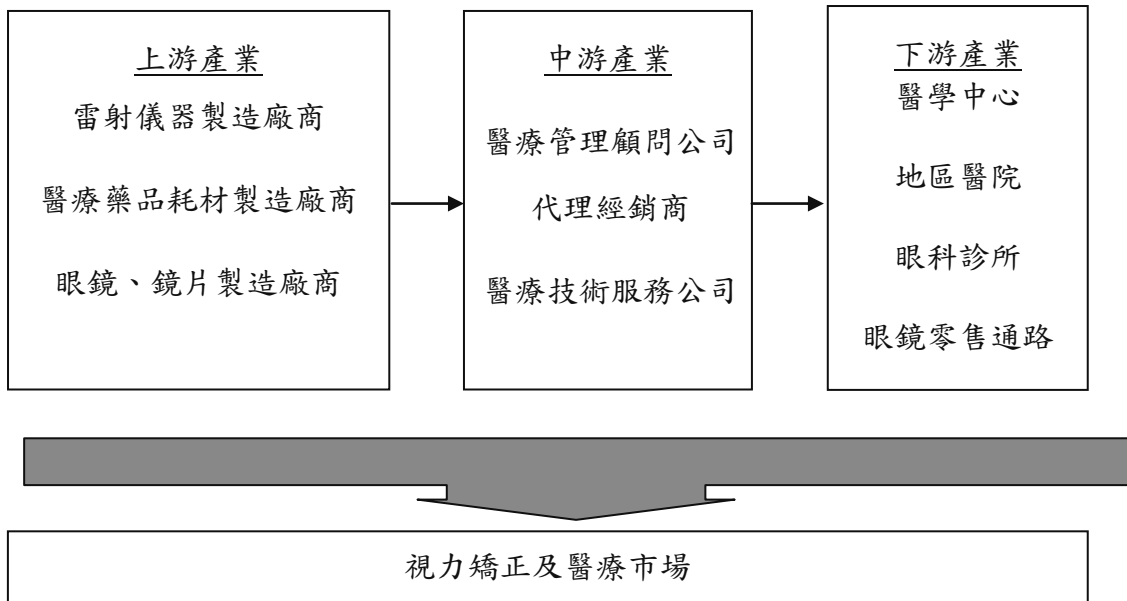 上游產業
雷射儀器製造廠商
醫療藥品耗材製造廠商
眼鏡、鏡片製造廠商
中游產業
醫療管理顧問公司
代理經銷商
醫療技術服務公司
下游產業
醫學中心
地區醫院
眼科診所
眼鏡零售通路
視力矯正及醫療市場